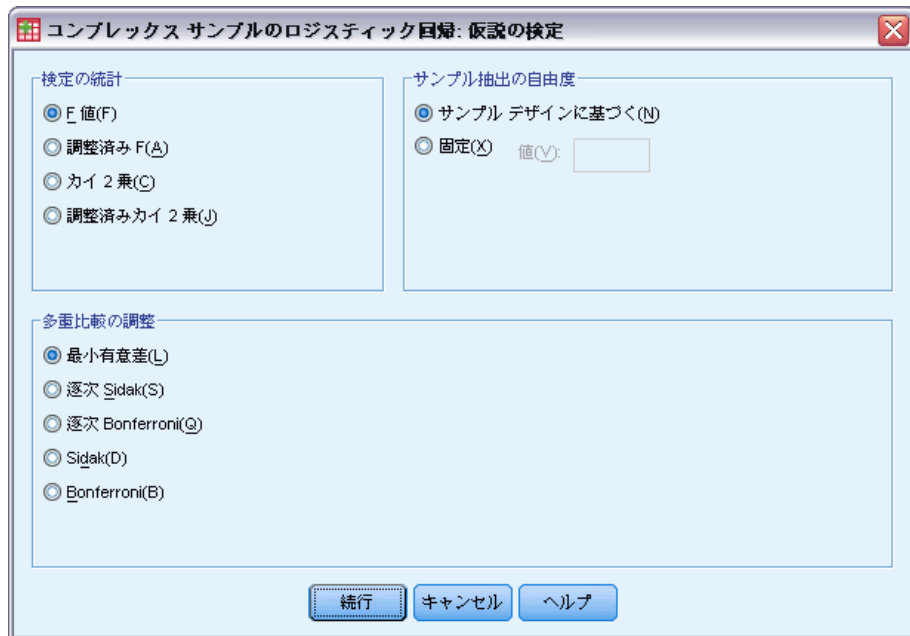 コンプレックス サンプルのロジスティック回帰: 仮説の検定
検定の統計
F 値(F)
調整済み F(A)
カイ 2 乗(C)
調整済みカイ 2 乗(J)
サンプル抽出の自由度
サンプル デザインに基づく(N)
固定(X) 値(V):
多重比較の調整
最小有意差(L)
逐次 Sidak(S)
逐次 Bonferroni(Q)
Sidak(D)
Bonferroni(B)
続行 キャンセル ヘルプ